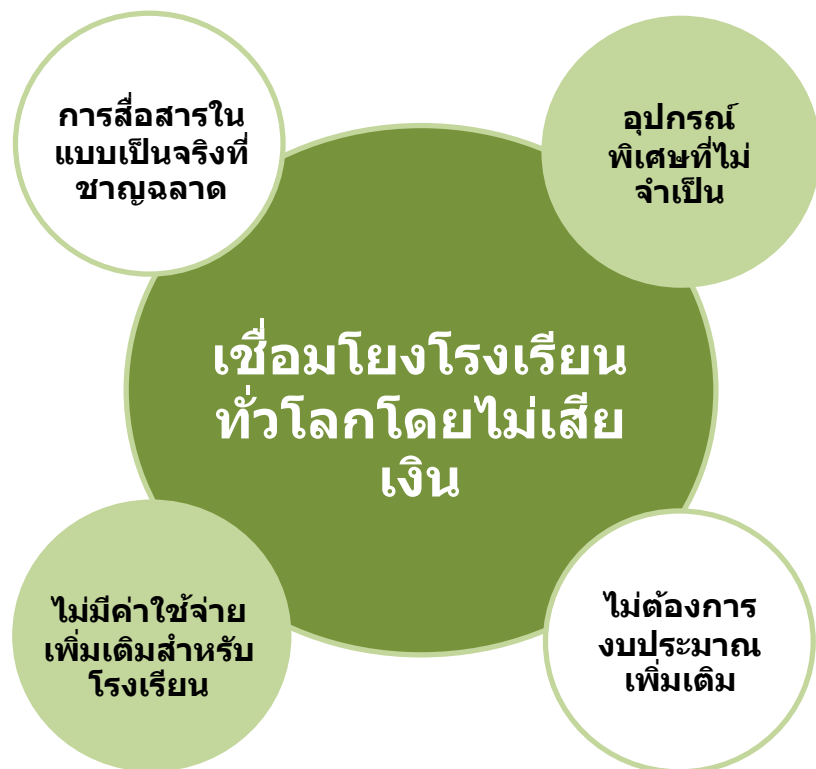 การสื่อสารใน
แบบเป็นจริงที่
ชาญฉลาด
อุปกรณ์
พิเศษที่ไม่
จำเป็น
เชื่อมโยงโรงเรียน
ทั่วโลกโดยไม่เสีย
เงิน
ไม่มีค่าใช้จ่าย
เพิ่มเติมสำหรับ
โรงเรียน
ไม่ต้องการ
งบประมาณ
เพิ่มเติม